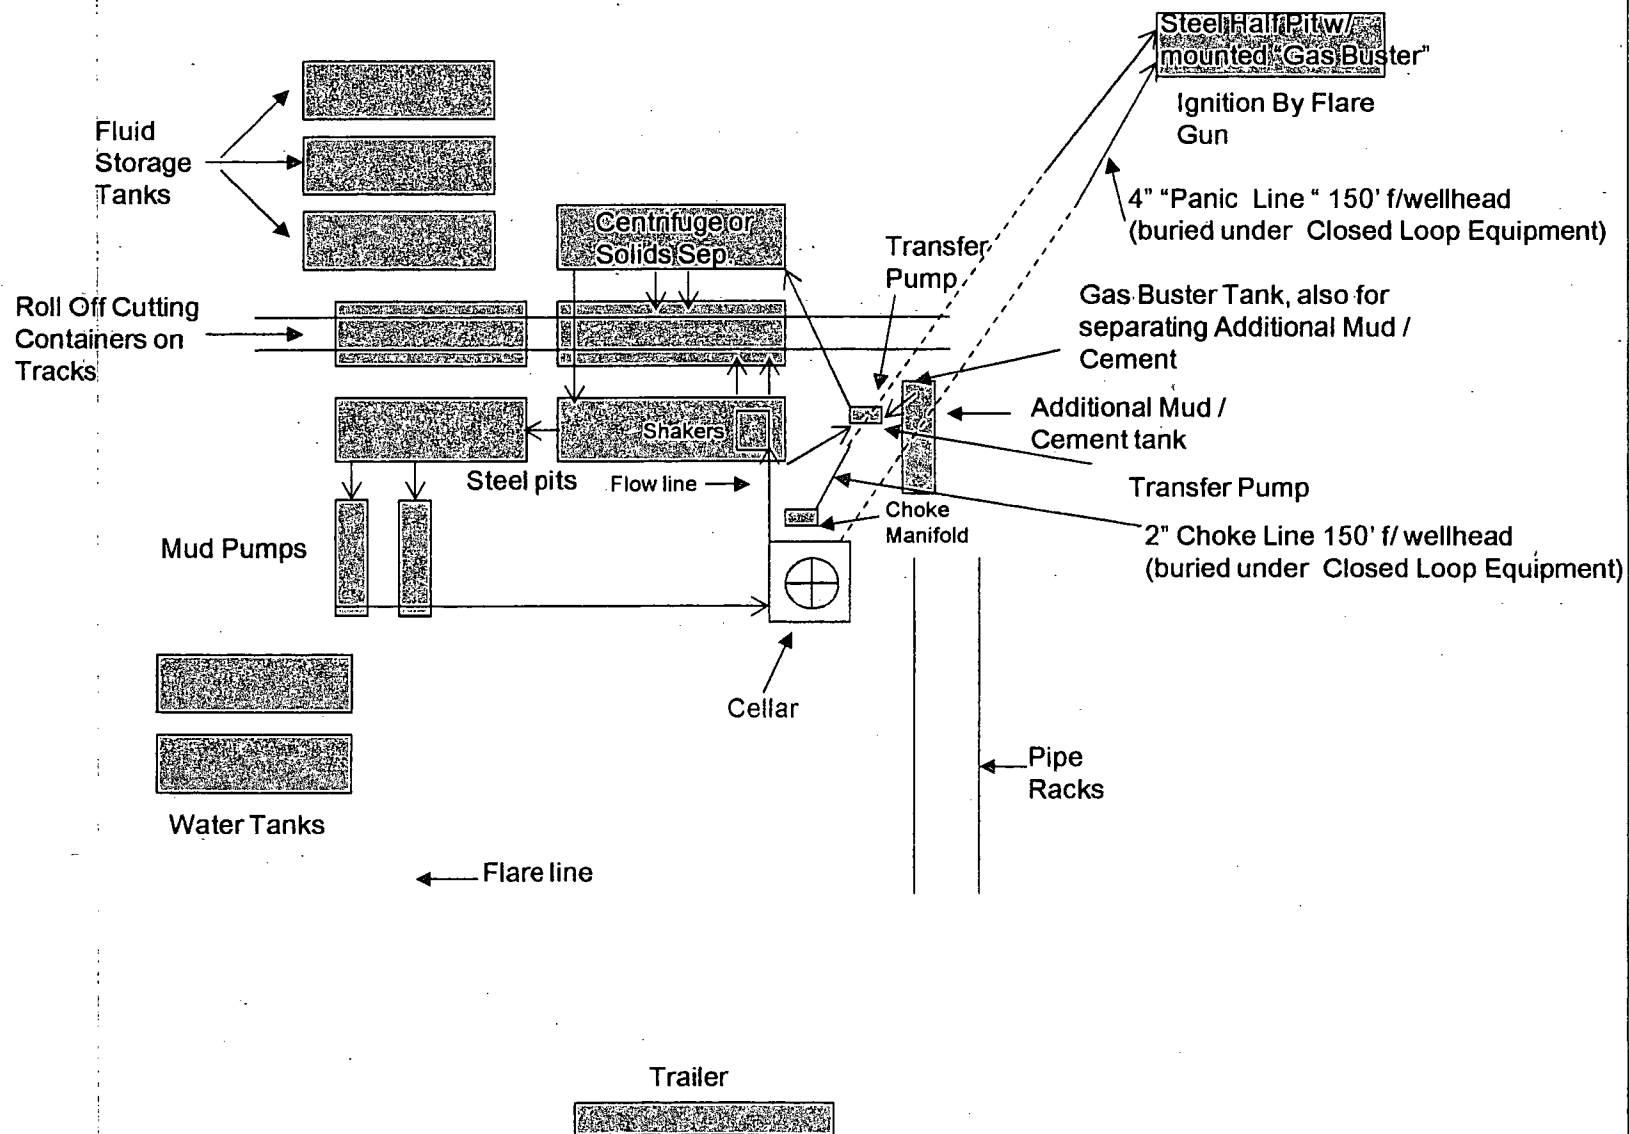 Steel Half Pit w/
mounted "Gas Buster"
Ignition By Flare
Gun
Fluid
Storage
Tanks
4" "Panic Line " 150' f/wellhead
(buried under Closed Loop Equipment)
Centrifuge or
Solids Sep.
Transfer
Pump
Roll Off Cutting
Containers on
Tracks
Gas Buster Tank, also for
separating Additional Mud /
Cement
Additional Mud /
Cement tank
Shakers
Steel pits
Flow line
Transfer Pump
Choke
Manifold
2" Choke Line 150' f/ wellhead
(buried under Closed Loop Equipment)
Mud Pumps
Cellar
Pipe
Racks
Water Tanks
Flare line
Trailer